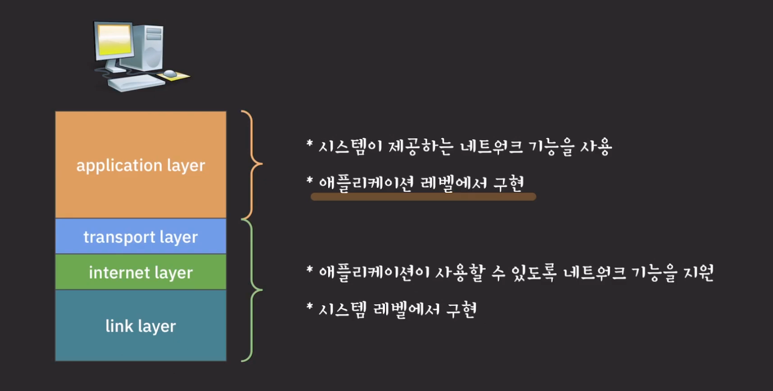 application layer
transport layer
internet layer
link layer
* 시스템이 제공하는 네트워크 기능을 사용
* 애플리케이션 레벨에서 구현
* 애플리케이션이 사용할 수 있도록 네트워크 기능을 지원
* 시스템 레벨에서 구현